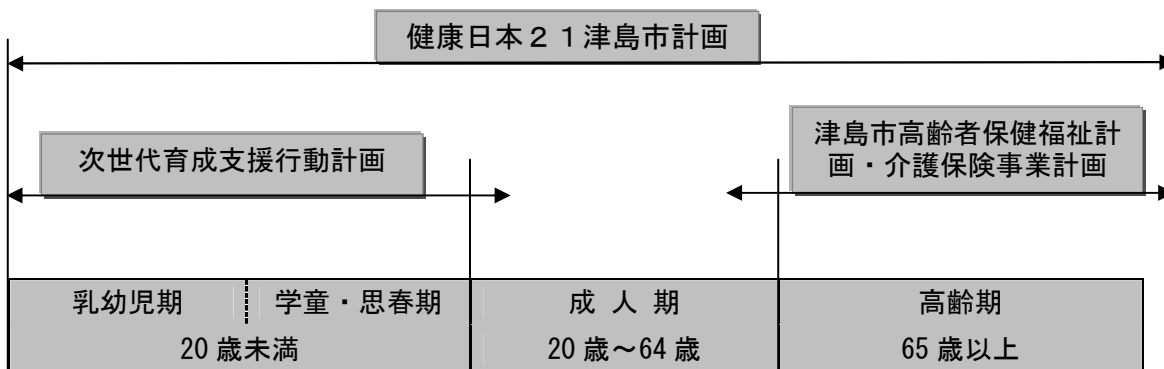 健康日本２１津島市計画
次世代育成支援行動計画
津島市高齢者保健福祉計
画・介護保険事業計画
乳幼児期 学童・思春期 成 人 期 高齢期
20 歳未満 20 歳～64 歳 65 歳以上